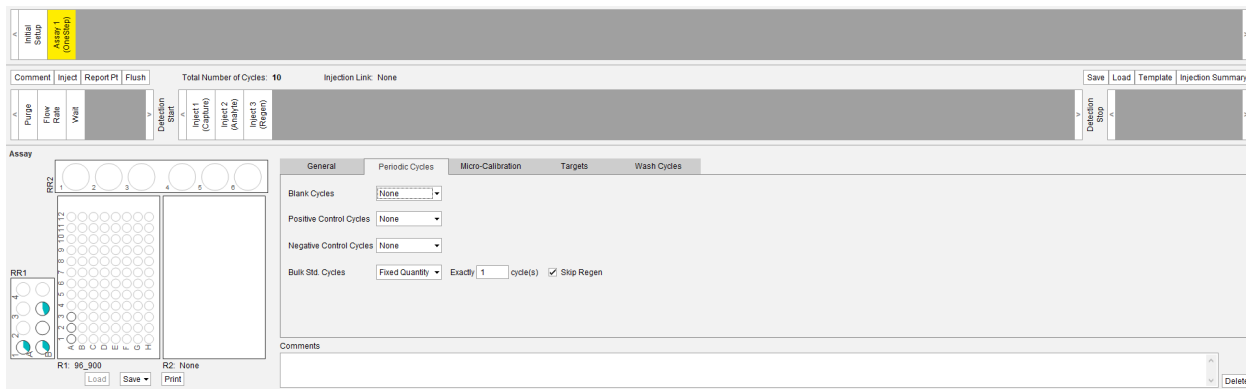 < Initial Setup Assay 1 (OneStep) >
Comment Inject Report Pt Flush Total Number of Cycles: 10 Injection Link: None Save Load Template Injection Summary
< Purge Flow Rate Wait > Detection Start < Inject 1 (Capture) Inject 2 (Analyte) Inject 3 (Regen) > Detection Stop < >
Assay
General Periodic Cycles Micro-Calibration Targets Wash Cycles
RR2
1 2 3 4 5 6
Blank Cycles None
Positive Control Cycles None
Negative Control Cycles None
Bulk Std. Cycles Fixed Quantity Exactly 1 cycle(s) Skip Regen
1 2 3 4 5 6 7 8 9 10 11 12
A B C D E F G H
RR1
1 2 3 4
A B
R1: 96_900 R2: None
Load Save Print
Comments
Delete